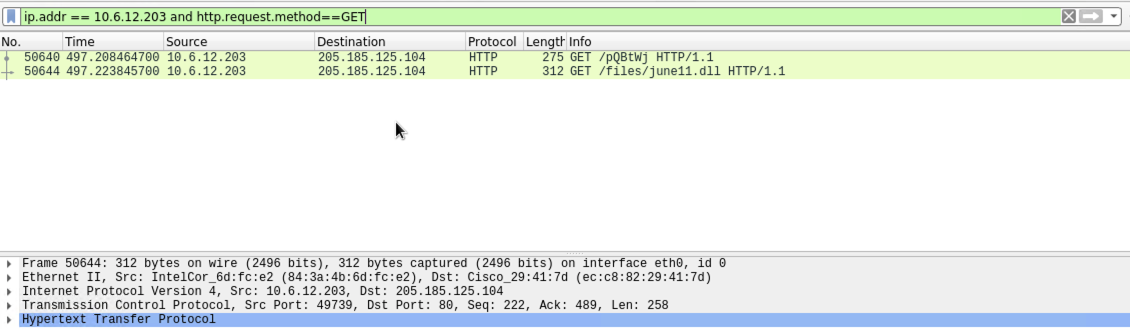 ip.addr == 10.6.12.203 and http.request.method==GET
No. Time Source Destination Protocol Length Info
50640 497.208464700 10.6.12.203 205.185.125.104 HTTP 275 GET /pQBtWj HTTP/1.1
50644 497.223845700 10.6.12.203 205.185.125.104 HTTP 312 GET /files/june11.dll HTTP/1.1
Frame 50644: 312 bytes on wire (2496 bits), 312 bytes captured (2496 bits) on interface eth0, id 0
Ethernet II, Src: IntelCor_6d:fc:e2 (84:3a:4b:6d:fc:e2), Dst: Cisco_29:41:7d (ec:c8:82:29:41:7d)
Internet Protocol Version 4, Src: 10.6.12.203, Dst: 205.185.125.104
Transmission Control Protocol, Src Port: 49739, Dst Port: 80, Seq: 222, Ack: 489, Len: 258
Hypertext Transfer Protocol